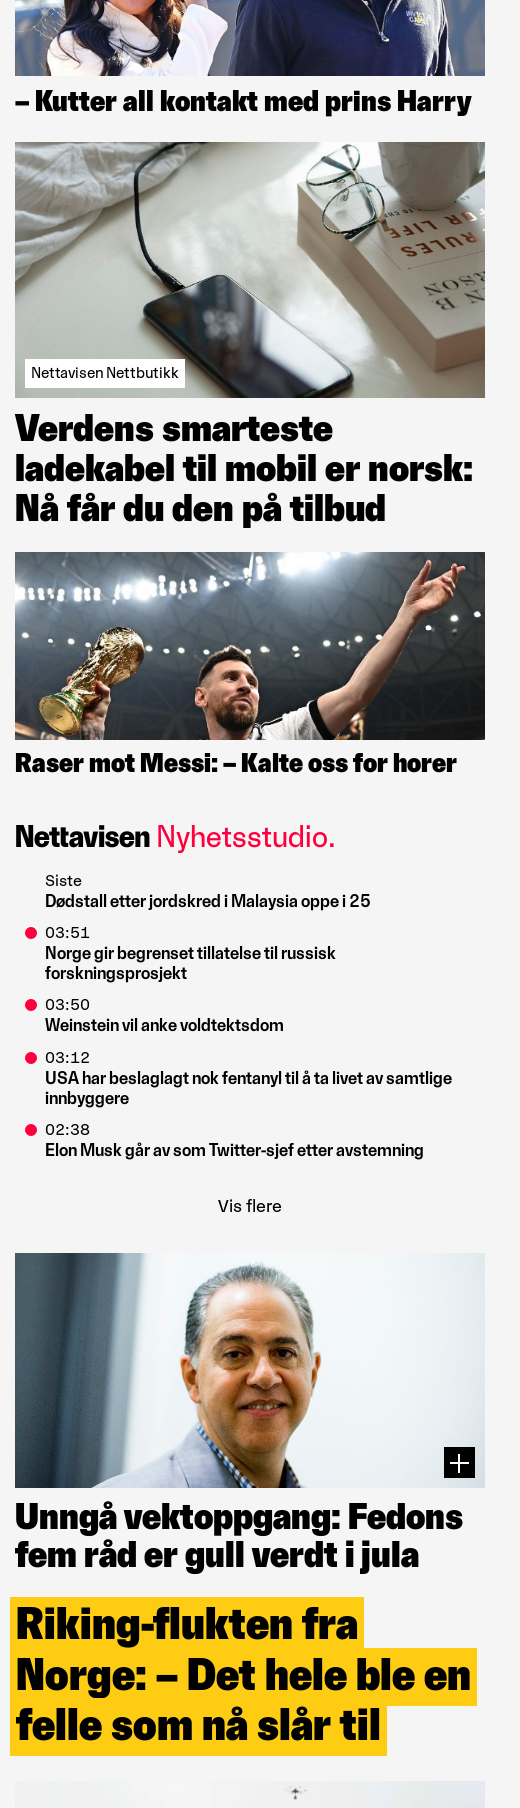 – Kutter all kontakt med prins Harry
FOR LIFE
RULES
Nettavisen Nettbutikk
Verdens smarteste
ladekabel til mobil er norsk:
Nå får du den på tilbud
Raser mot Messi: – Kalte oss for horer
Nettavisen Nyhetsstudio.
Siste
Dødstall etter jordskred i Malaysia oppe i 25
03:51
Norge gir begrenset tillatelse til russisk
forskningsprosjekt
03:50
Weinstein vil anke voldtektsdom
03:12
USA har beslaglagt nok fentanyl til å ta livet av samtlige
innbyggere
02:38
Elon Musk går av som Twitter-sjef etter avstemning
Vis flere
Unngå vektoppgang: Fedons
fem råd er gull verdt i jula
Riking-flukten fra
Norge: – Det hele ble en
felle som nå slår til